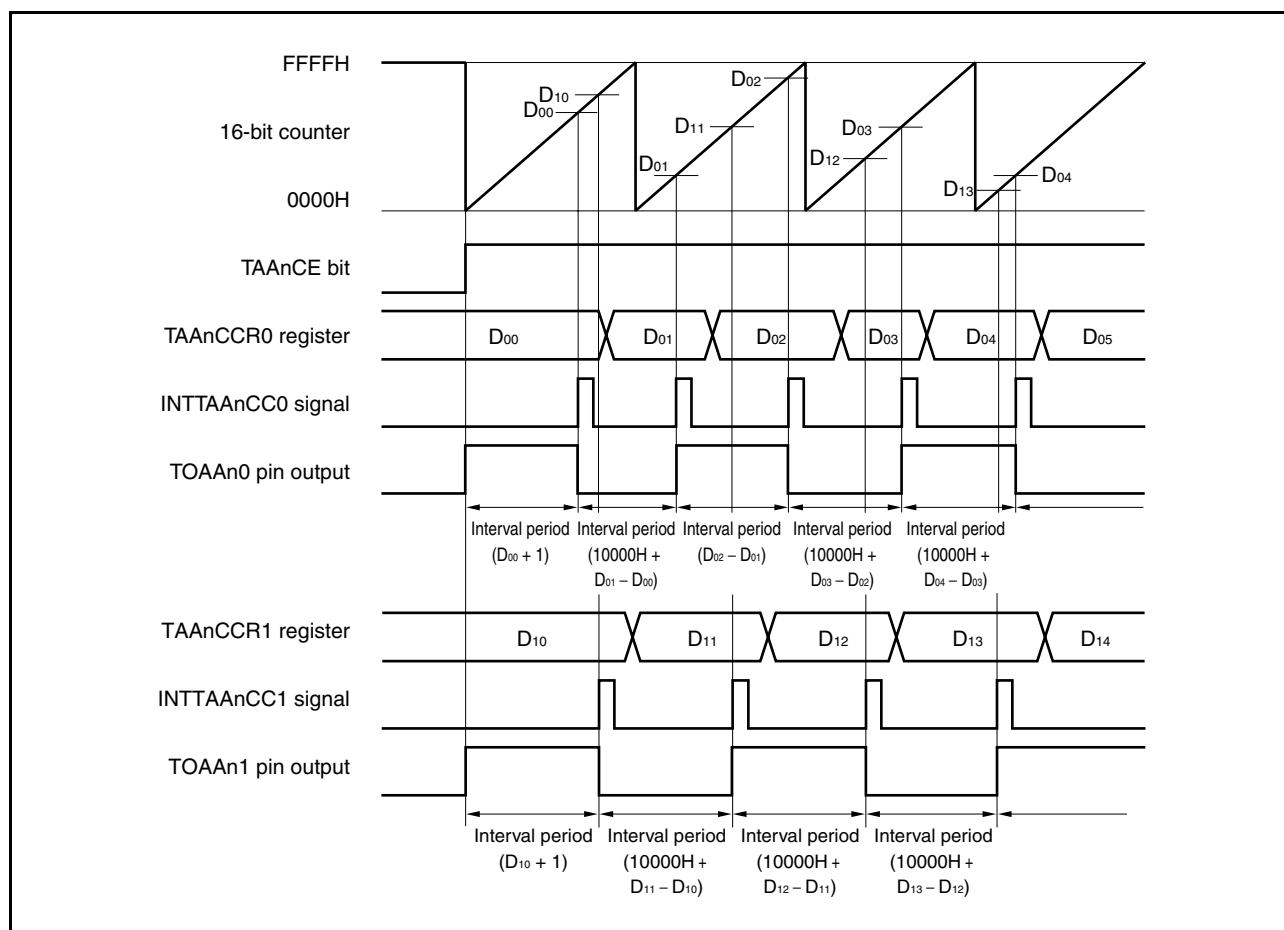 FFFFH
16-bit counter
0000H
D10
D00
D01
D11
D02
D12
D03
D13
D04
TAAnCE bit
TAAnCCR0 register
D00
D01
D02
D03
D04
D05
INTTAAnCC0 signal
TOAAn0 pin output
Interval period
(D00 + 1)
Interval period
(10000H +
D01 – D00)
Interval period
(D02 – D01)
Interval period
(10000H +
D03 – D02)
Interval period
(10000H +
D04 – D03)
TAAnCCR1 register
D10
D11
D12
D13
D14
INTTAAnCC1 signal
TOAAn1 pin output
Interval period
(D10 + 1)
Interval period
(10000H +
D11 – D10)
Interval period
(10000H +
D12 – D11)
Interval period
(10000H +
D13 – D12)